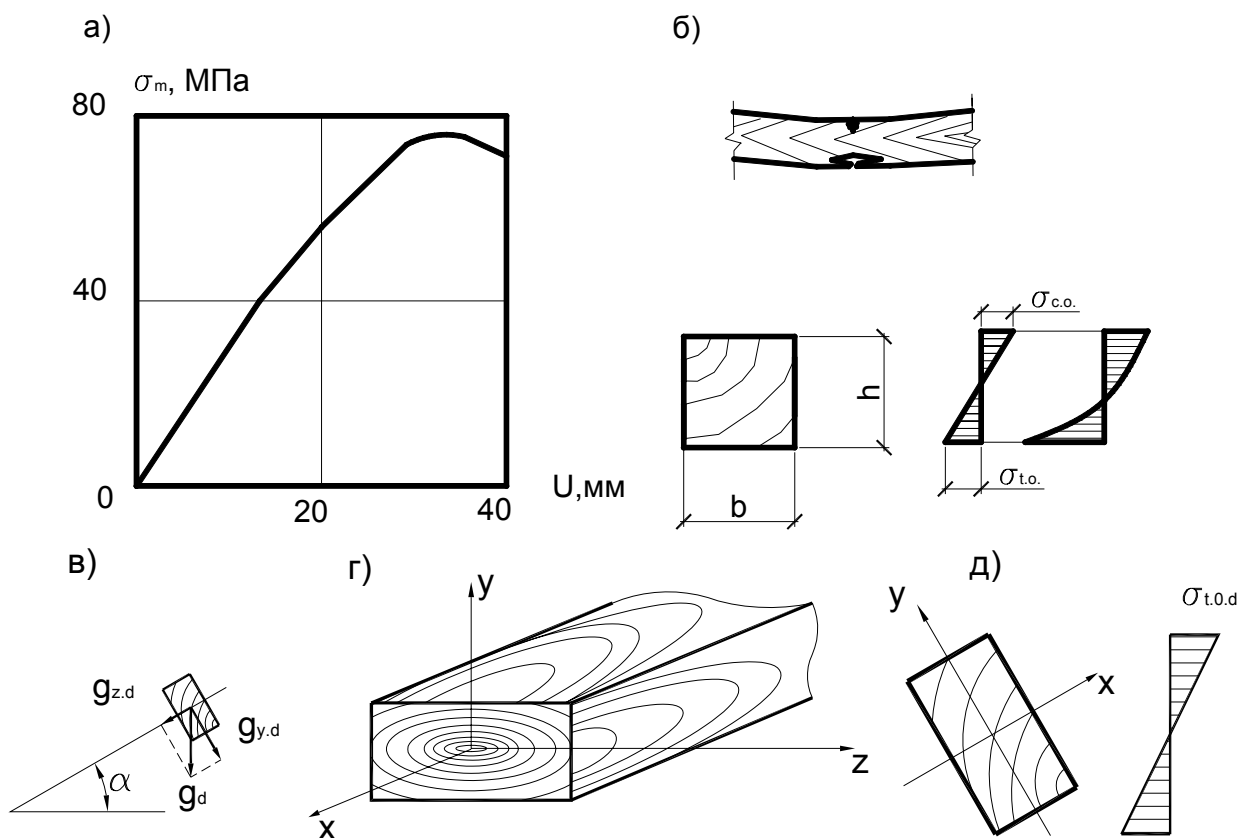 а)
σm, МПа
80
40
0
20
40
U,мм
б)
h
b
σc.o.
σt.o.
в)
gz.d
gy.d
gd
α
г)
y
z
x
д)
y
x
σt.0.d